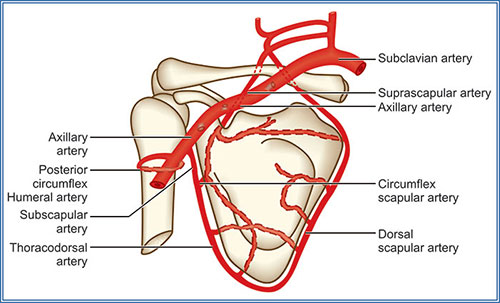 Subclavian artery
Suprascapular artery
Axillary artery
Axillary
artery
Posterior
circumflex
Humeral artery
Subscapular
artery
Thoracodorsal
artery
Circumflex
scapular artery
Dorsal
scapular artery